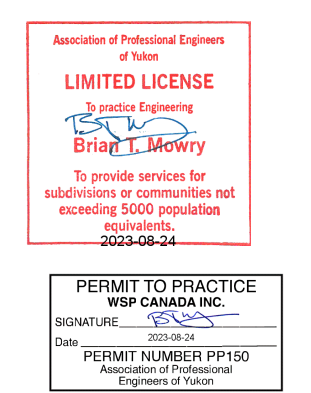 Association of Professional Engineers
of Yukon
LIMITED LICENSE
To practice Engineering
Brian T. Mowry
To provide services for
subdivisions or communities not
exceeding 5000 population
equivalents.
2023-08-24
PERMIT TO PRACTICE
WSP CANADA INC.
SIGNATURE
Date 2023-08-24
PERMIT NUMBER PP150
Association of Professional
Engineers of Yukon